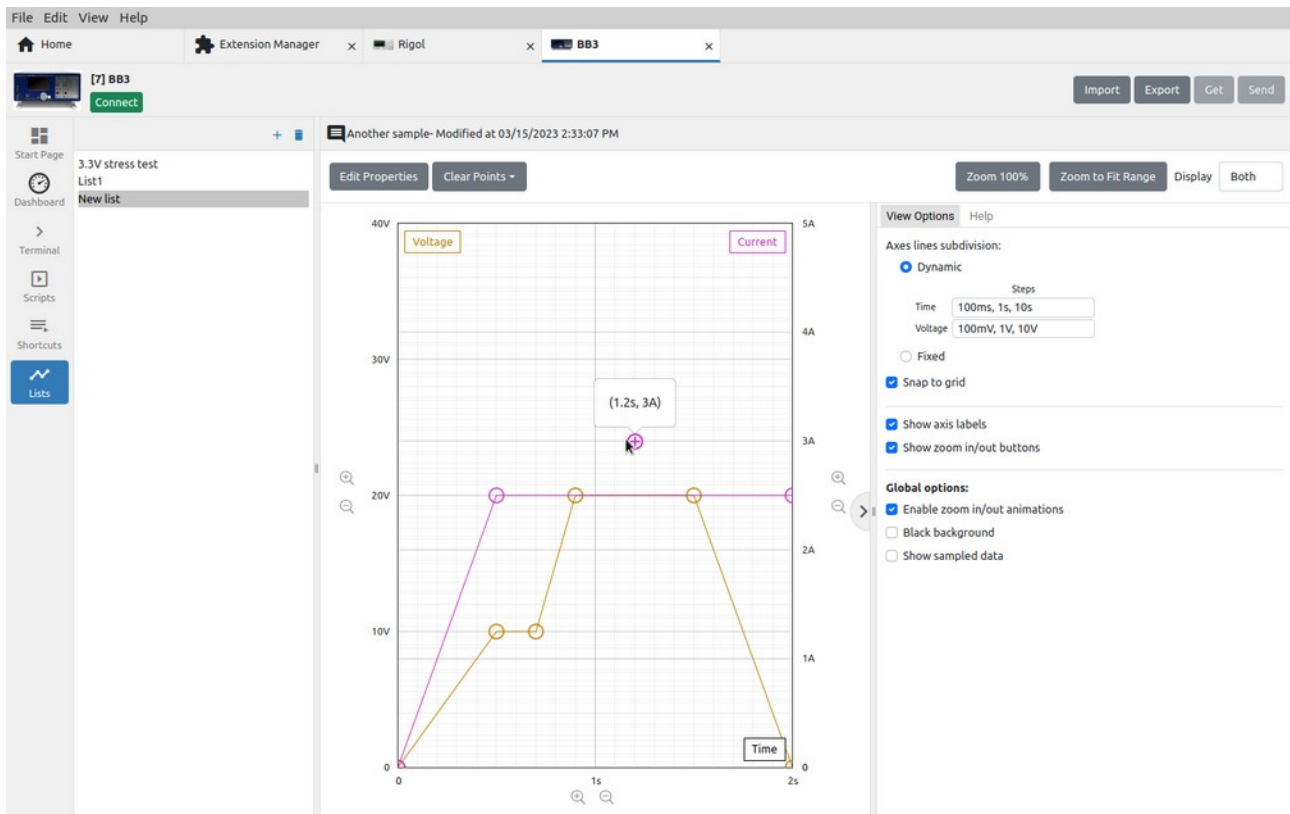 File Edit View Help
Home Extension Manager x Rigol x BB3 x
[7] BB3
Connect
Import Export Get Send
Start Page
Dashboard
Terminal
Scripts
Shortcuts
Lists
3.3V stress test
List1
New list
Another sample- Modified at 03/15/2023 2:33:07 PM
Edit Properties Clear Points Zoom 100% Zoom to Fit Range Display Both
40V
30V
20V
10V
0
Voltage
Current
(1.2s, 3A)
Time
5A
4A
3A
2A
1A
0
0 1s 2s
View Options Help
Axes lines subdivision:
Dynamic
Steps
Time 100ms, 1s, 10s
Voltage 100mV, 1V, 10V
Fixed
Snap to grid
Show axis labels
Show zoom in/out buttons
Global options:
Enable zoom in/out animations
Black background
Show sampled data